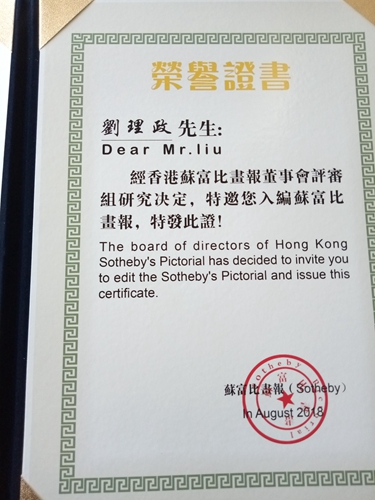 榮譽證書
劉理政先生:
Dear Mr.liu
經香港蘇富比畫報董事會評審
組研究决定,特邀您入編蘇富比
畫報,特發此證!
The board of directors of Hong Kong
Sotheby's Pictorial has decided to invite you
to edit the Sotheby's Pictorial and issue this
certificate.
蘇富比畫報(Sotheby)
In August 2018
Sotheby Pictorial